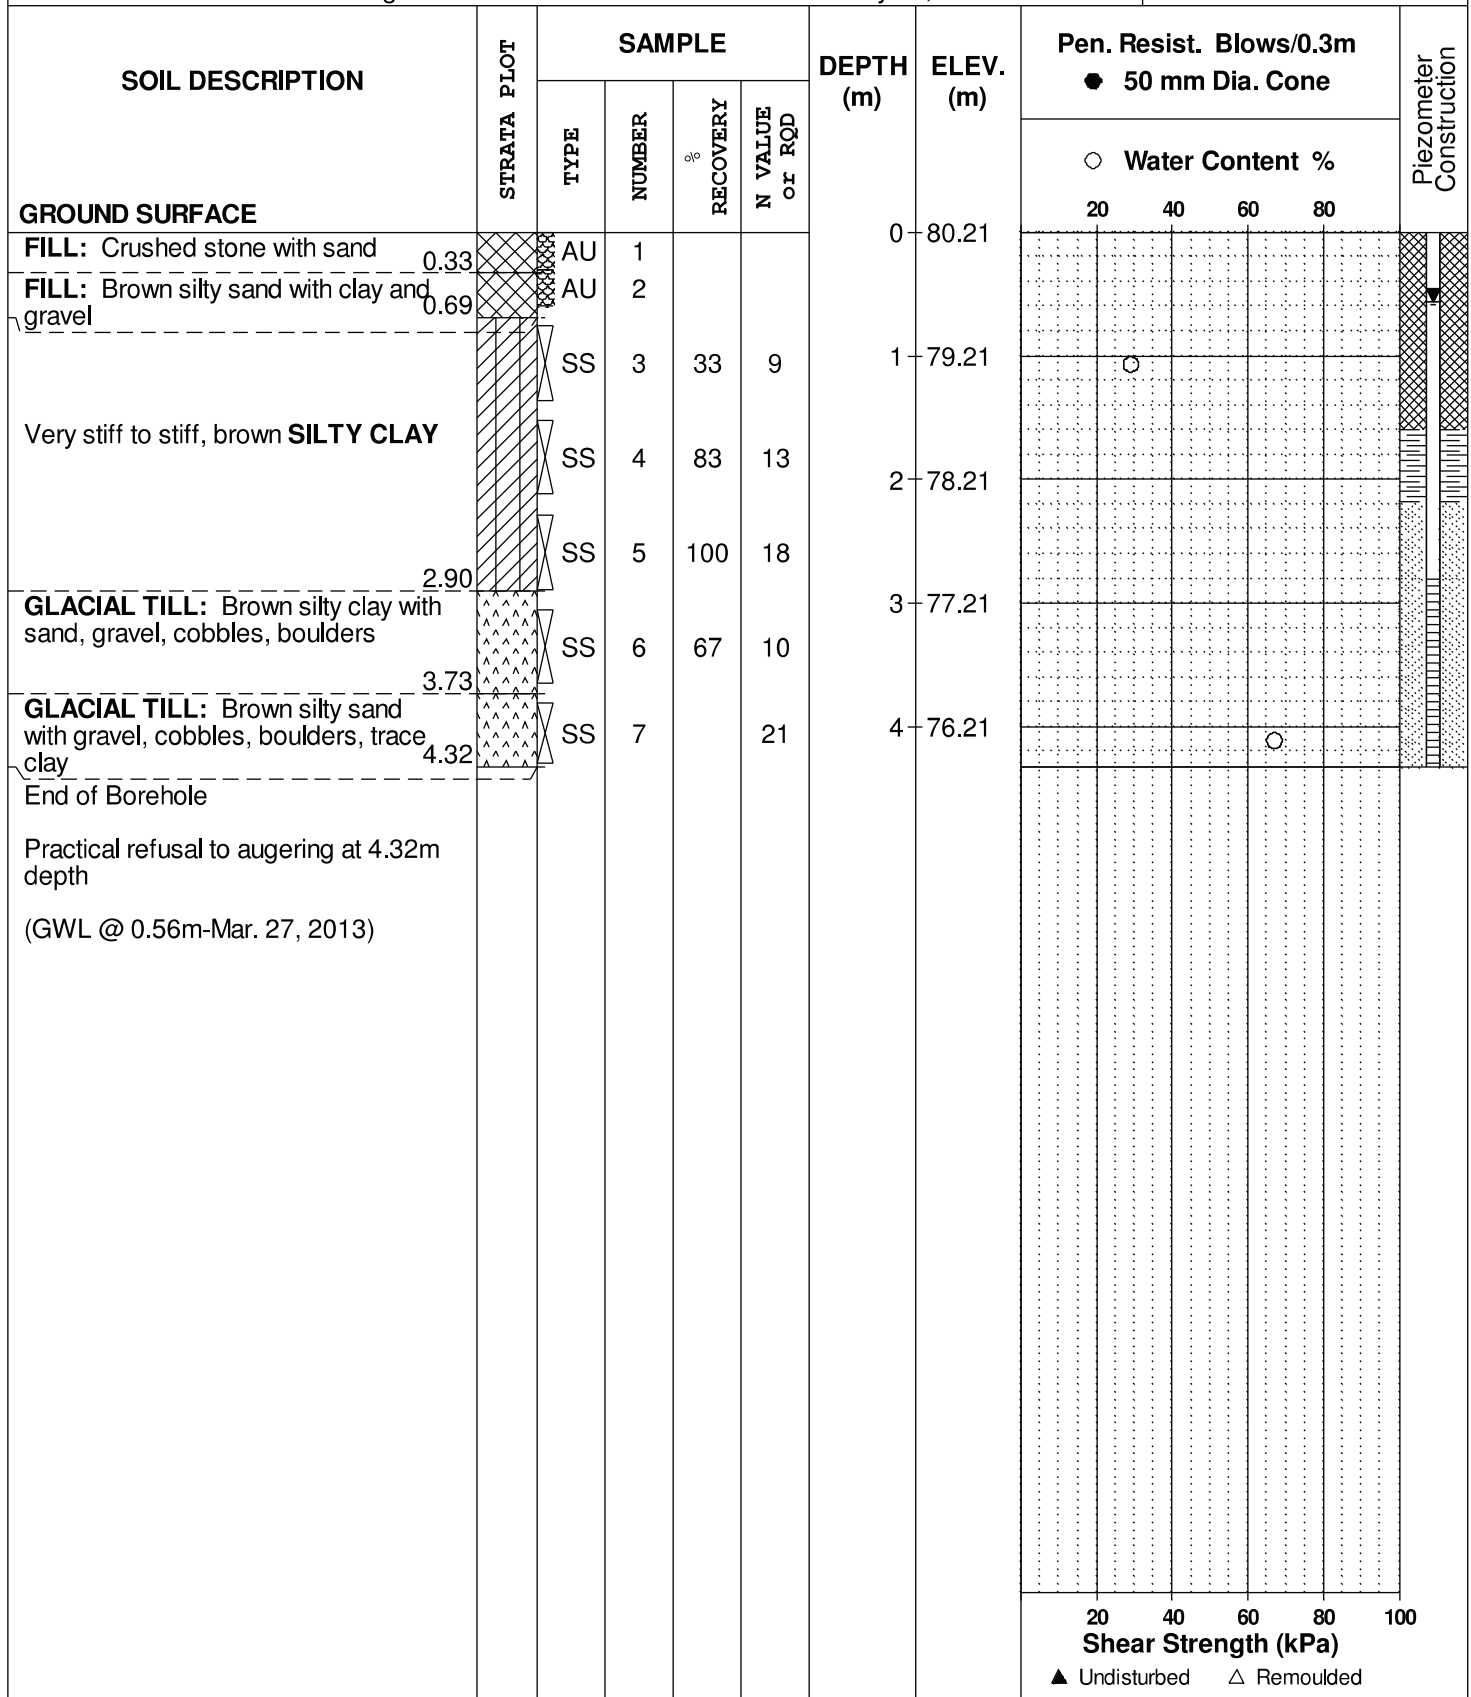 SOIL DESCRIPTION
GROUND SURFACE
STRATA PLOT
SAMPLE
TYPE
NUMBER
% RECOVERY
N VALUE or RQD
DEPTH (m)
ELEV. (m)
Pen. Resist. Blows/0.3m
● 50 mm Dia. Cone
○ Water Content %
20 40 60 80
Piezometer Construction
FILL: Crushed stone with sand 0.33
AU 1
FILL: Brown silty sand with clay and
gravel 0.69
AU 2
0 80.21
SS 3 33 9
1 79.21
Very stiff to stiff, brown SILTY CLAY
SS 4 83 13
2 78.21
SS 5 100 18
2.90
GLACIAL TILL: Brown silty clay with
sand, gravel, cobbles, boulders
3 77.21
SS 6 67 10
3.73
GLACIAL TILL: Brown silty sand
with gravel, cobbles, boulders, trace
clay 4.32
SS 7 21
4 76.21
End of Borehole
Practical refusal to augering at 4.32m
depth
(GWL @ 0.56m-Mar. 27, 2013)
20 40 60 80 100
Shear Strength (kPa)
▲ Undisturbed △ Remoulded